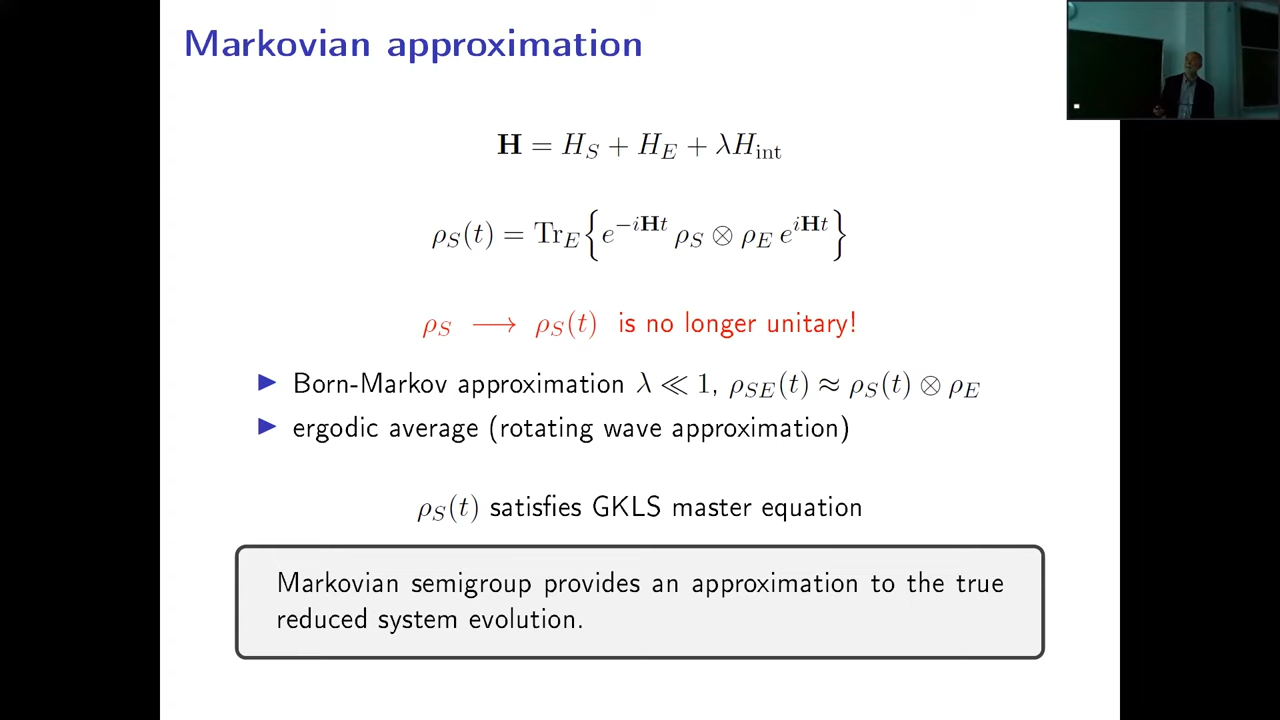 Markovian approximation
H = H_S + H_E + λH_int
ρ_S(t) = Tr_E{e^{-iHt} ρ_S ⊗ ρ_E e^{iHt}}
ρ_S ⟶ ρ_S(t) is no longer unitary!
▶ Born-Markov approximation λ ≪ 1, ρ_SE(t) ≈ ρ_S(t) ⊗ ρ_E
▶ ergodic average (rotating wave approximation)
ρ_S(t) satisfies GKLS master equation
Markovian semigroup provides an approximation to the true
reduced system evolution.